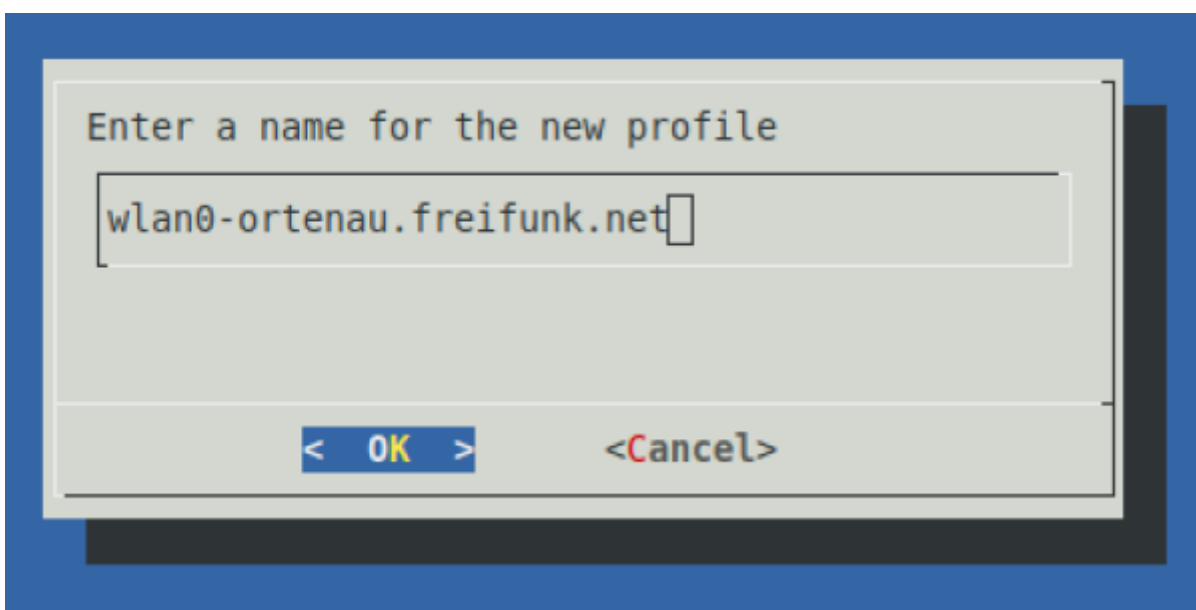 Enter a name for the new profile
wlan0-ortenau.freifunk.net
<  OK  > <Cancel>